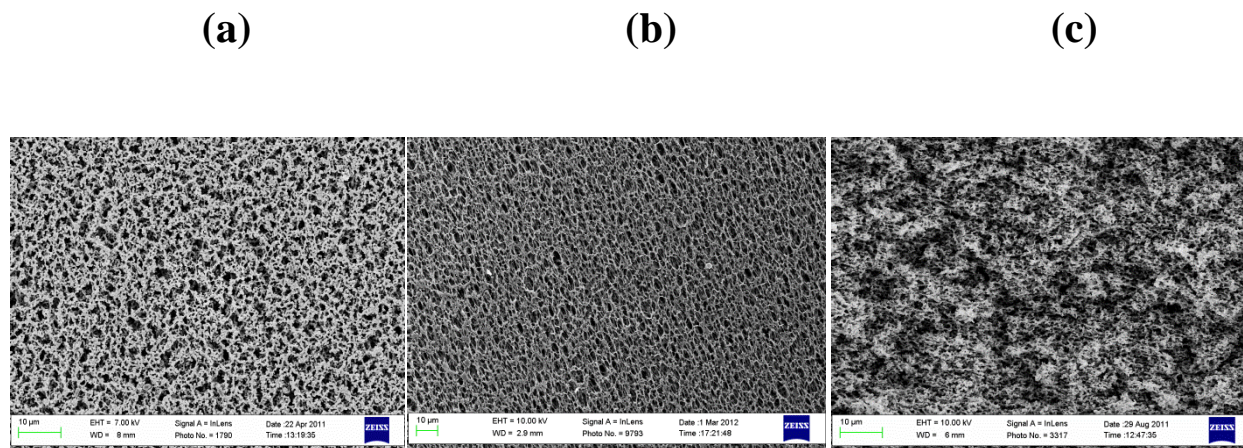 (a) (b) (c)
10 µm EHT = 7.00 kV Signal A = InLens Date :22 Apr 2011 ZEISS
WD = 8 mm Photo No. = 1790 Time :13:19:35
10 µm EHT = 10.00 kV Signal A = InLens Date :1 Mar 2012 ZEISS
WD = 2.9 mm Photo No. = 9793 Time :17:21:48
10 µm EHT = 10.00 kV Signal A = InLens Date :29 Aug 2011 ZEISS
WD = 6 mm Photo No. = 3317 Time :12:47:35